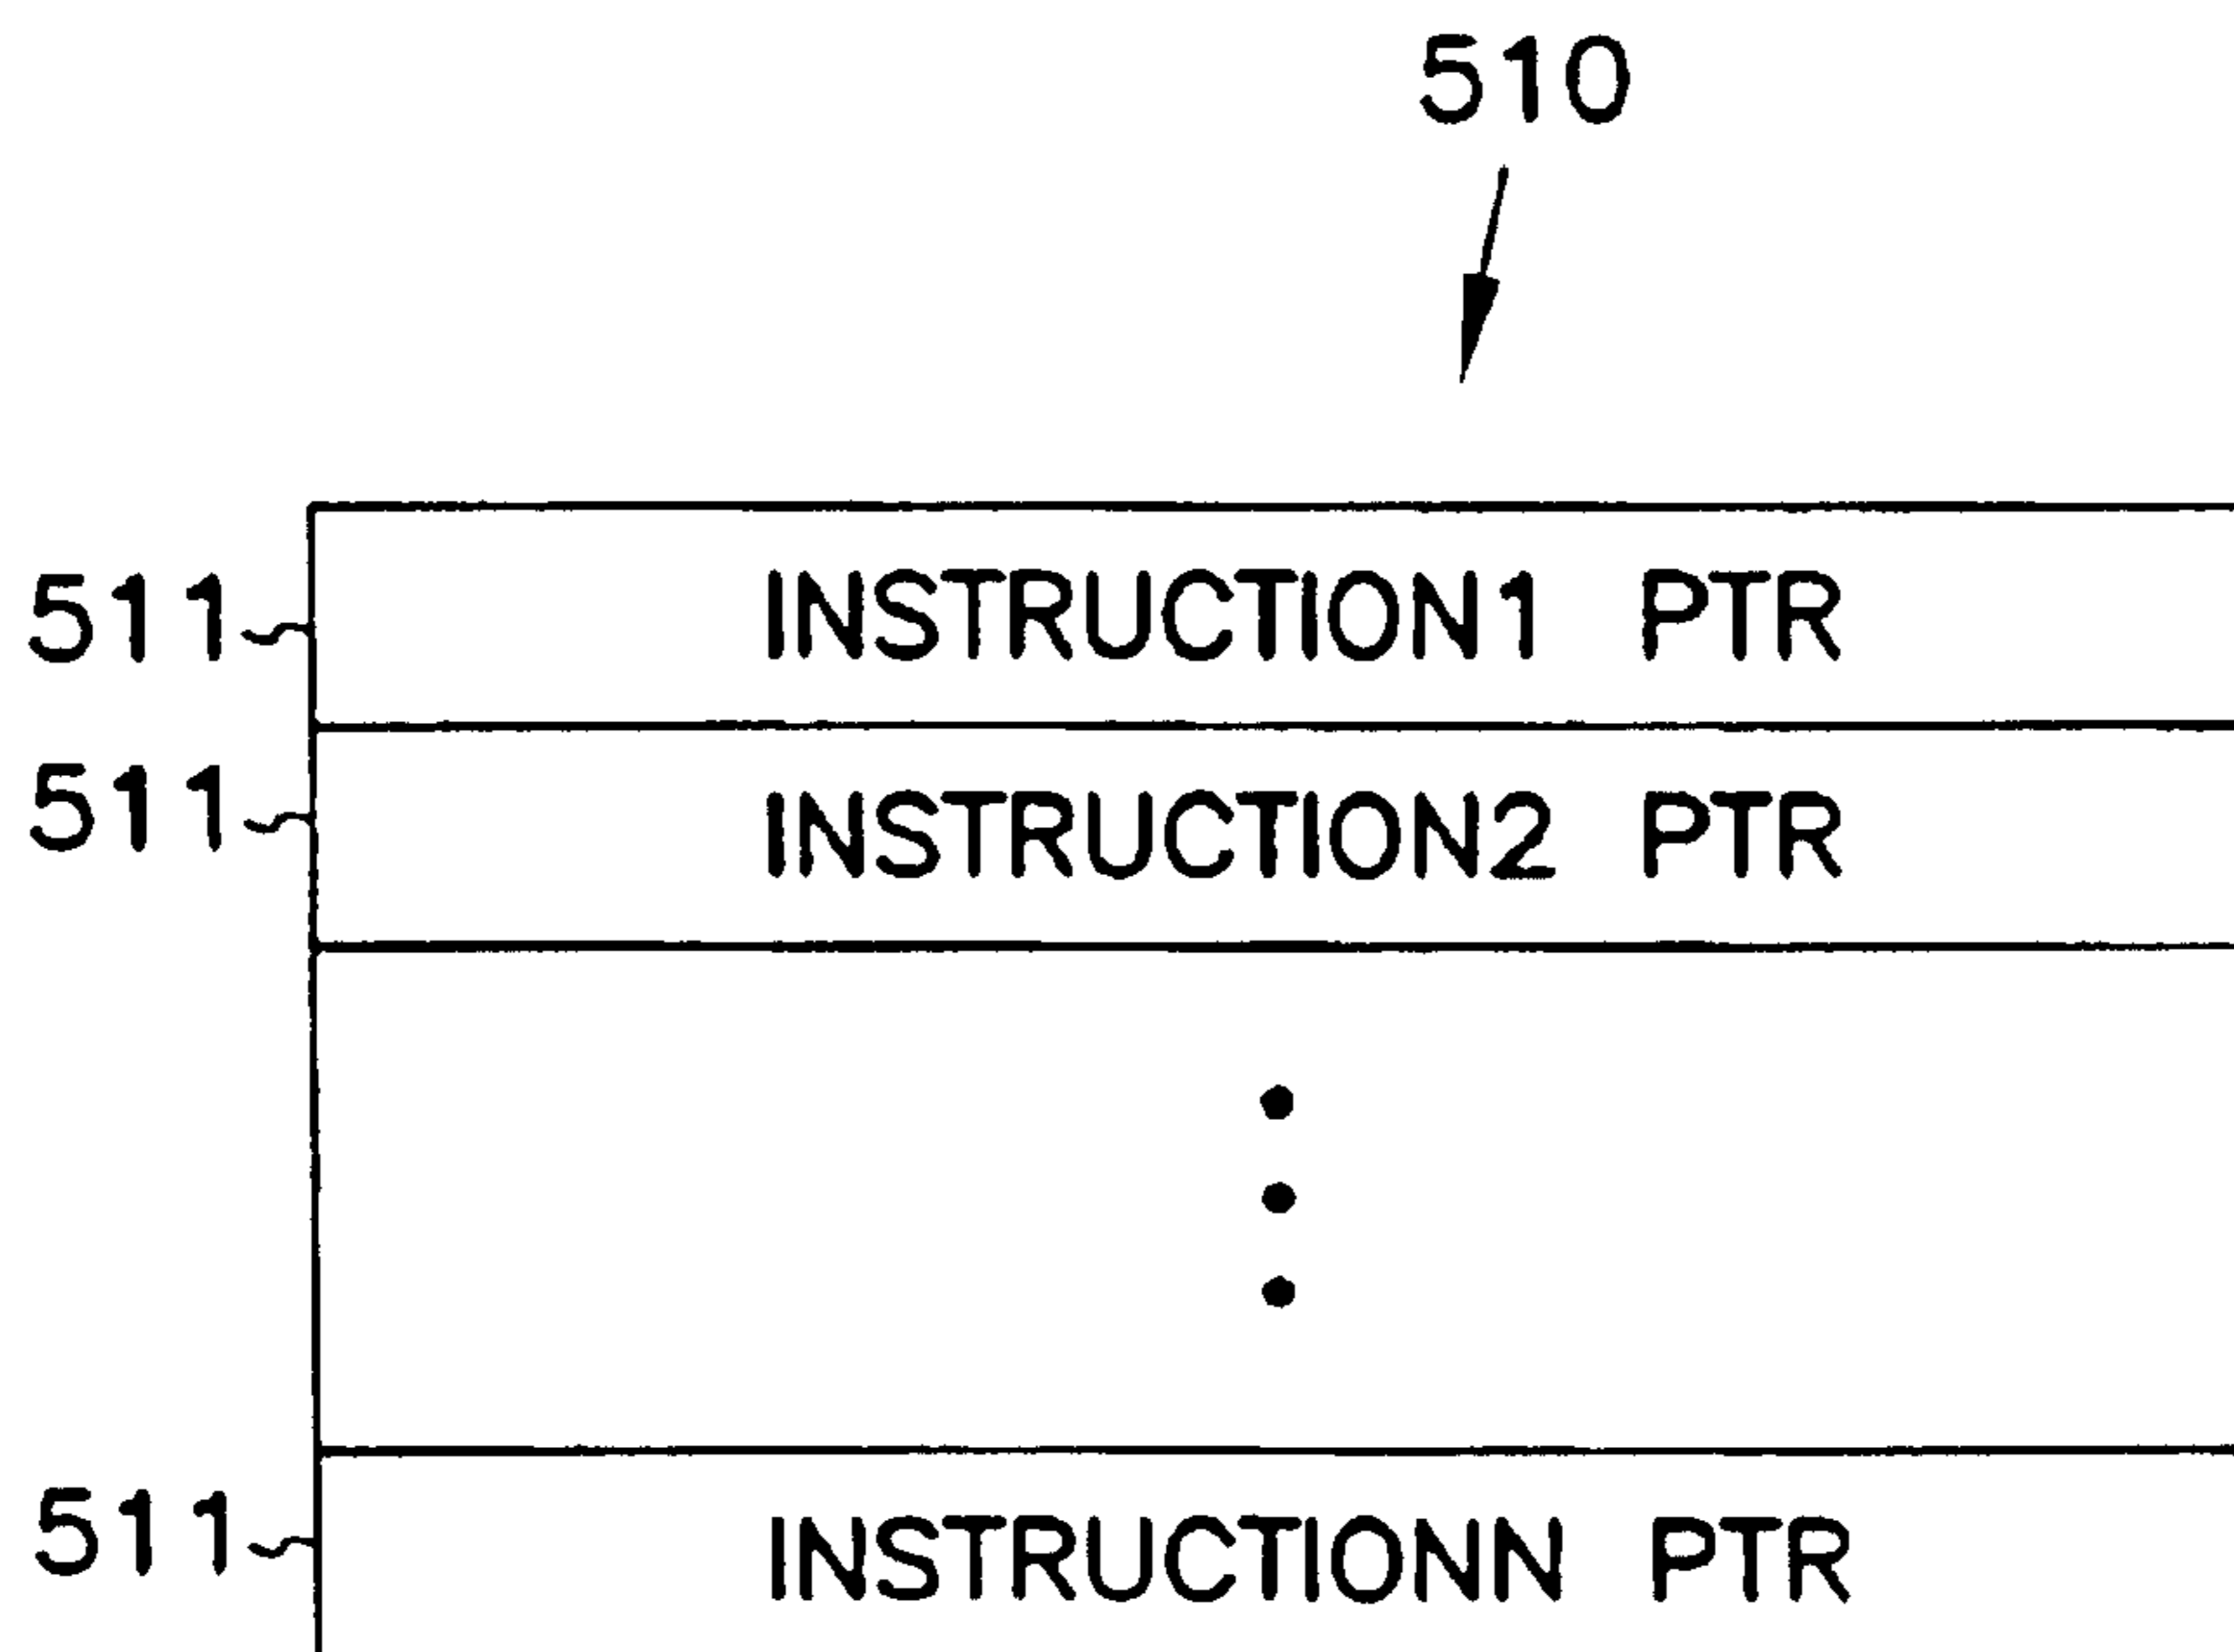 510
511 INSTRUCTION1 PTR
511 INSTRUCTION2 PTR
511 INSTRUCTIONN PTR